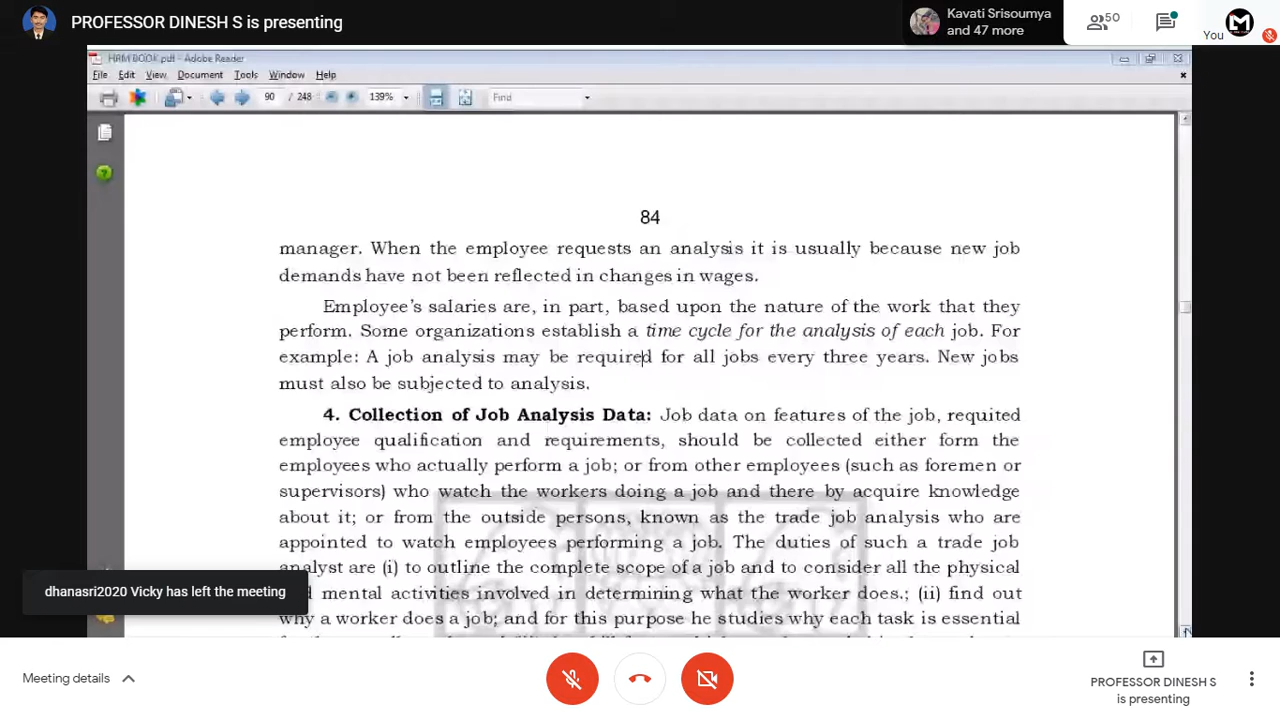 PROFESSOR DINESH S is presenting
Kavati Srisoumya
and 47 more
50
You
HRM BOOK.pdf - Adobe Reader
File Edit View Document Tools Window Help
90 / 248 139% Find
84
manager. When the employee requests an analysis it is usually because new job
demands have not been reflected in changes in wages.
Employee's salaries are, in part, based upon the nature of the work that they
perform. Some organizations establish a time cycle for the analysis of each job. For
example: A job analysis may be required for all jobs every three years. New jobs
must also be subjected to analysis.
4. Collection of Job Analysis Data: Job data on features of the job, requited
employee qualification and requirements, should be collected either form the
employees who actually perform a job; or from other employees (such as foremen or
supervisors) who watch the workers doing a job and there by acquire knowledge
about it; or from the outside persons, known as the trade job analysis who are
appointed to watch employees performing a job. The duties of such a trade job
analyst are (i) to outline the complete scope of a job and to consider all the physical
mental activities involved in determining what the worker does.; (ii) find out
why a worker does a job; and for this purpose he studies why each task is essential
dhanasri2020 Vicky has left the meeting
Meeting details
PROFESSOR DINESH S
is presenting